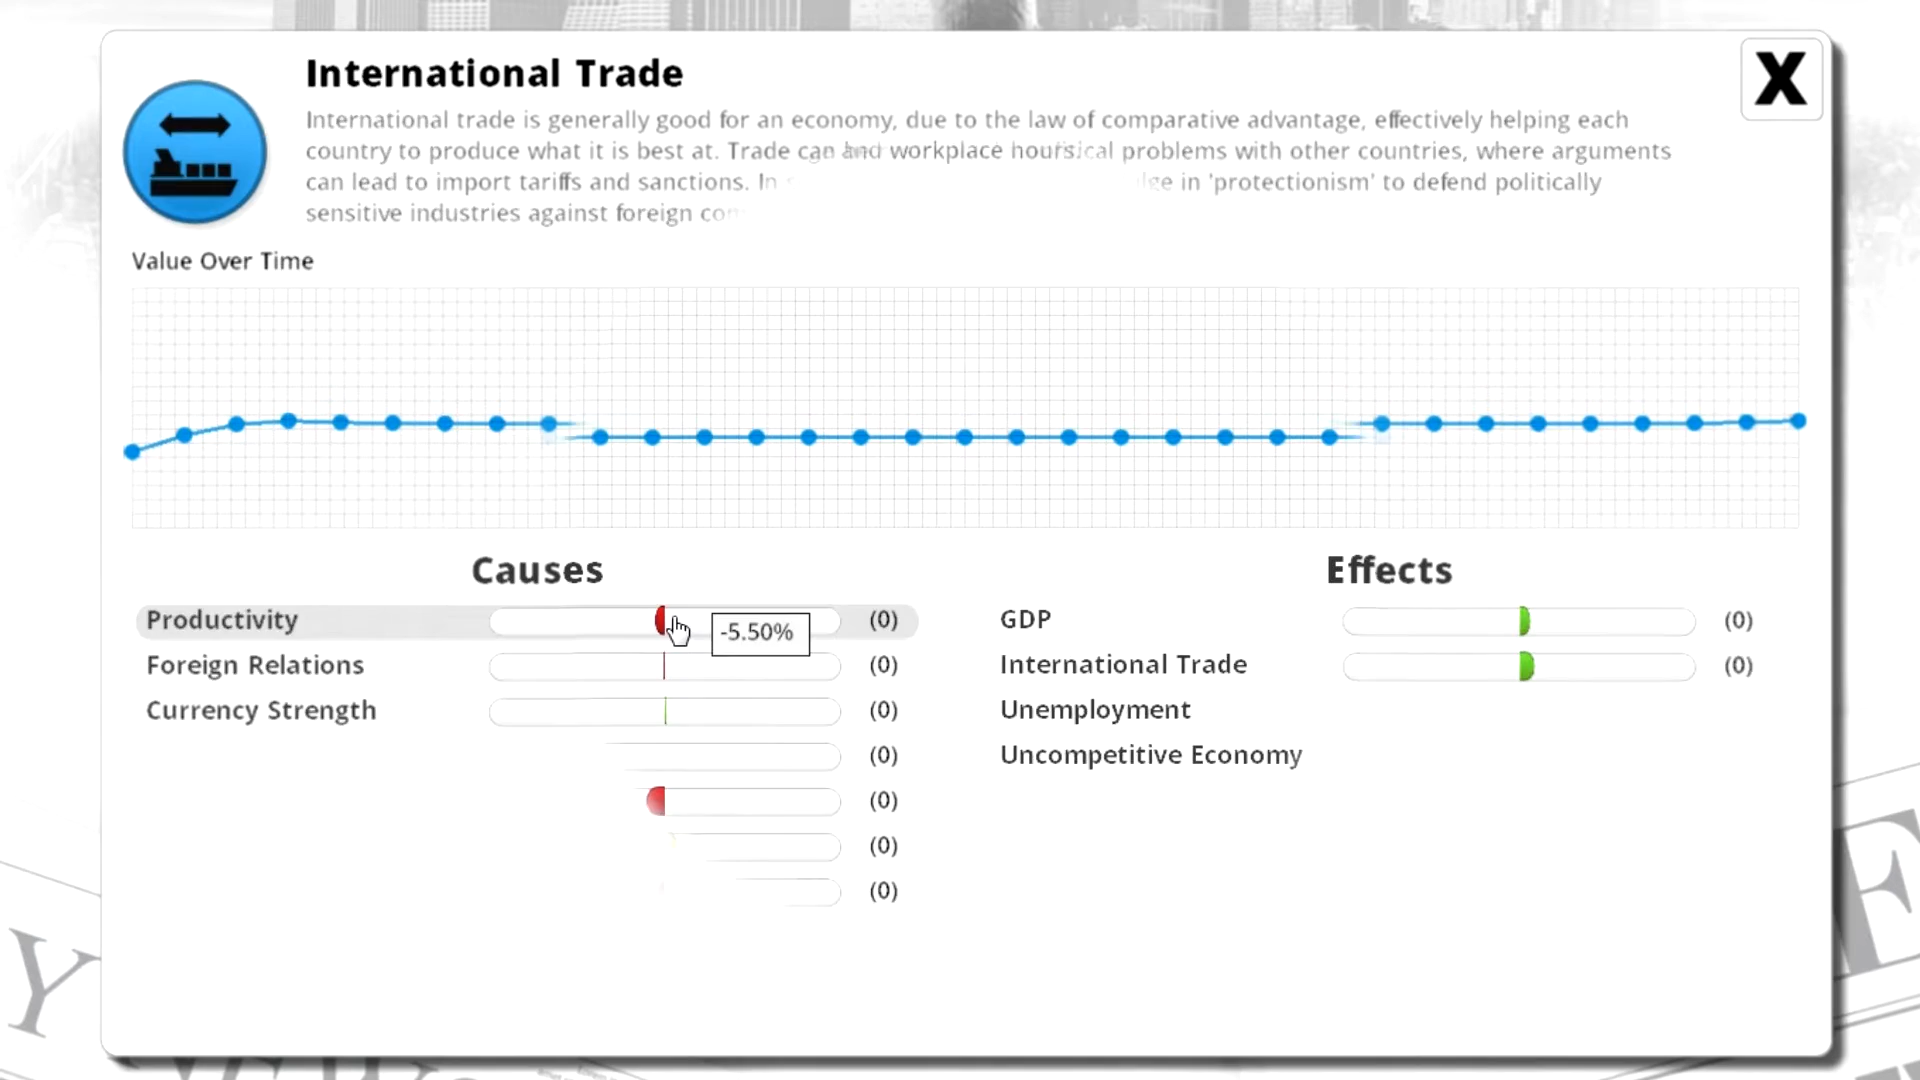 International Trade
X
International trade is generally good for an economy, due to the law of comparative advantage, effectively helping each
country to produce what it is best at. Trade can and workplace hours problems with other countries, where arguments
can lead to import tariffs and sanctions. In in 'protectionism' to defend politically
sensitive industries against foreign
Value Over Time
Causes
Productivity (0)
-5.50%
Foreign Relations (0)
Currency Strength (0)
(0)
(0)
(0)
(0)
Effects
GDP (0)
International Trade (0)
Unemployment
Uncompetitive Economy
Y
E